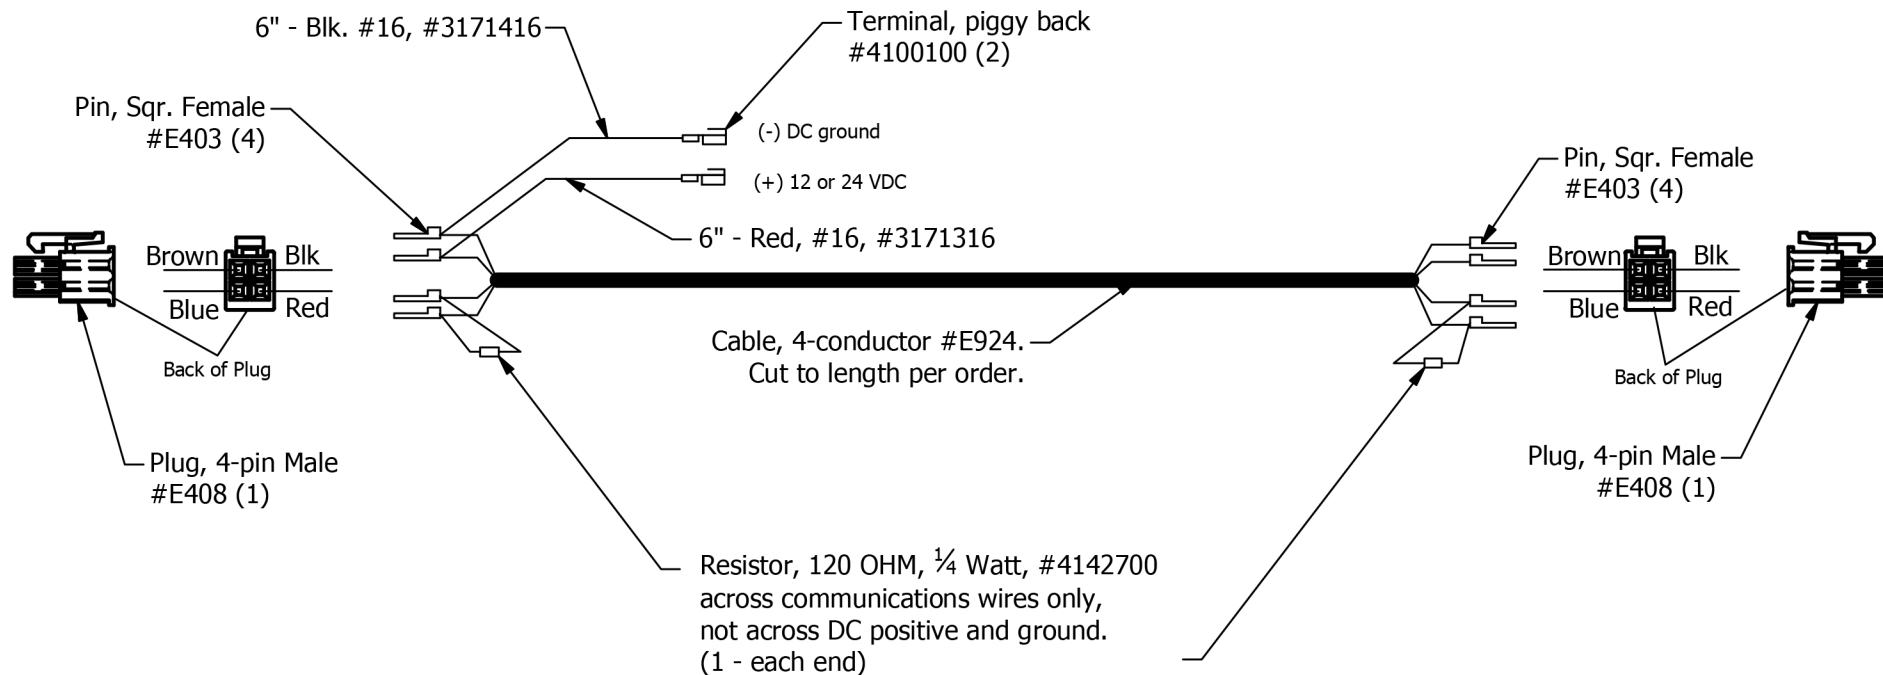 6" - Blk. #16, #3171416
Terminal, piggy back
#4100100 (2)
Pin, Sqr. Female
#E403 (4)
(-) DC ground
(+) 12 or 24 VDC
Pin, Sqr. Female
#E403 (4)
6" - Red, #16, #3171316
Brown
Blk
Blue
Red
Back of Plug
Brown
Blk
Blue
Red
Back of Plug
Cable, 4-conductor #E924.
Cut to length per order.
Plug, 4-pin Male
#E408 (1)
Plug, 4-pin Male
#E408 (1)
Resistor, 120 OHM, ¼ Watt, #4142700
across communications wires only,
not across DC positive and ground.
(1 - each end)